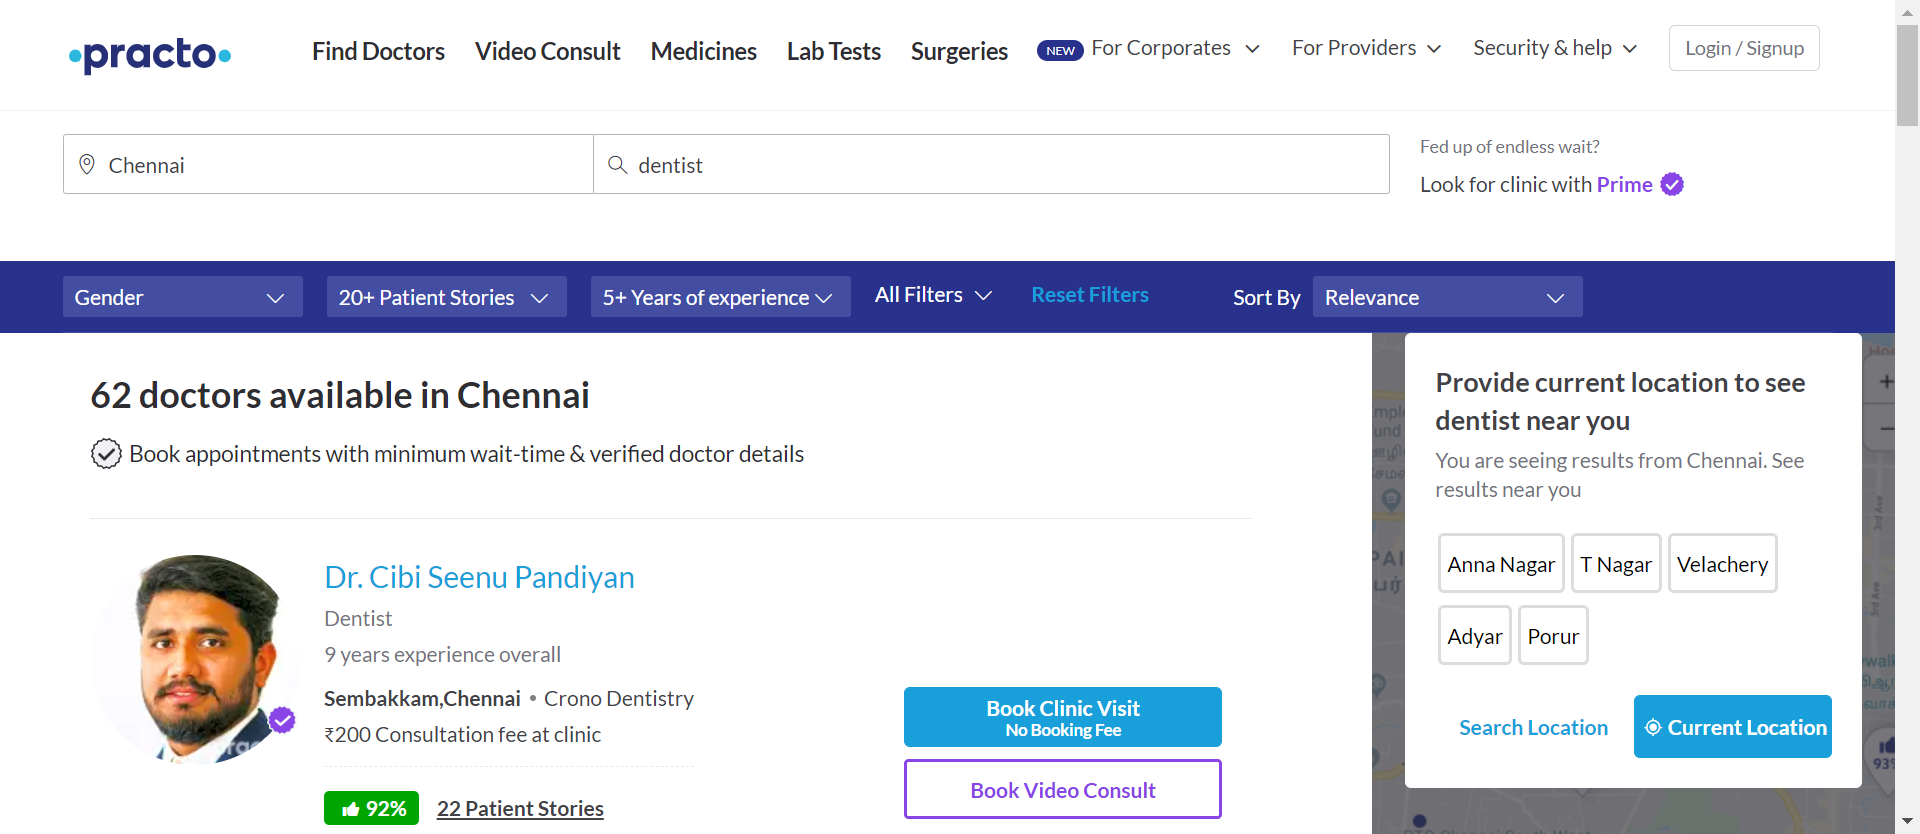 practo
Find Doctors
Video Consult
Medicines
Lab Tests
Surgeries
NEW For Corporates
For Providers
Security & help
Login / Signup
Chennai
dentist
Fed up of endless wait?
Look for clinic with Prime
Gender
20+ Patient Stories
5+ Years of experience
All Filters
Reset Filters
Sort By
Relevance
62 doctors available in Chennai
Book appointments with minimum wait-time & verified doctor details
Dr. Cibi Seenu Pandiyan
Dentist
9 years experience overall
Sembakkam,Chennai • Crono Dentistry
₹200 Consultation fee at clinic
92%
22 Patient Stories
Book Clinic Visit
No Booking Fee
Book Video Consult
Provide current location to see
dentist near you
You are seeing results from Chennai. See
results near you
Anna Nagar
T Nagar
Velachery
Adyar
Porur
Search Location
Current Location
3rd Ave
3rd Ave